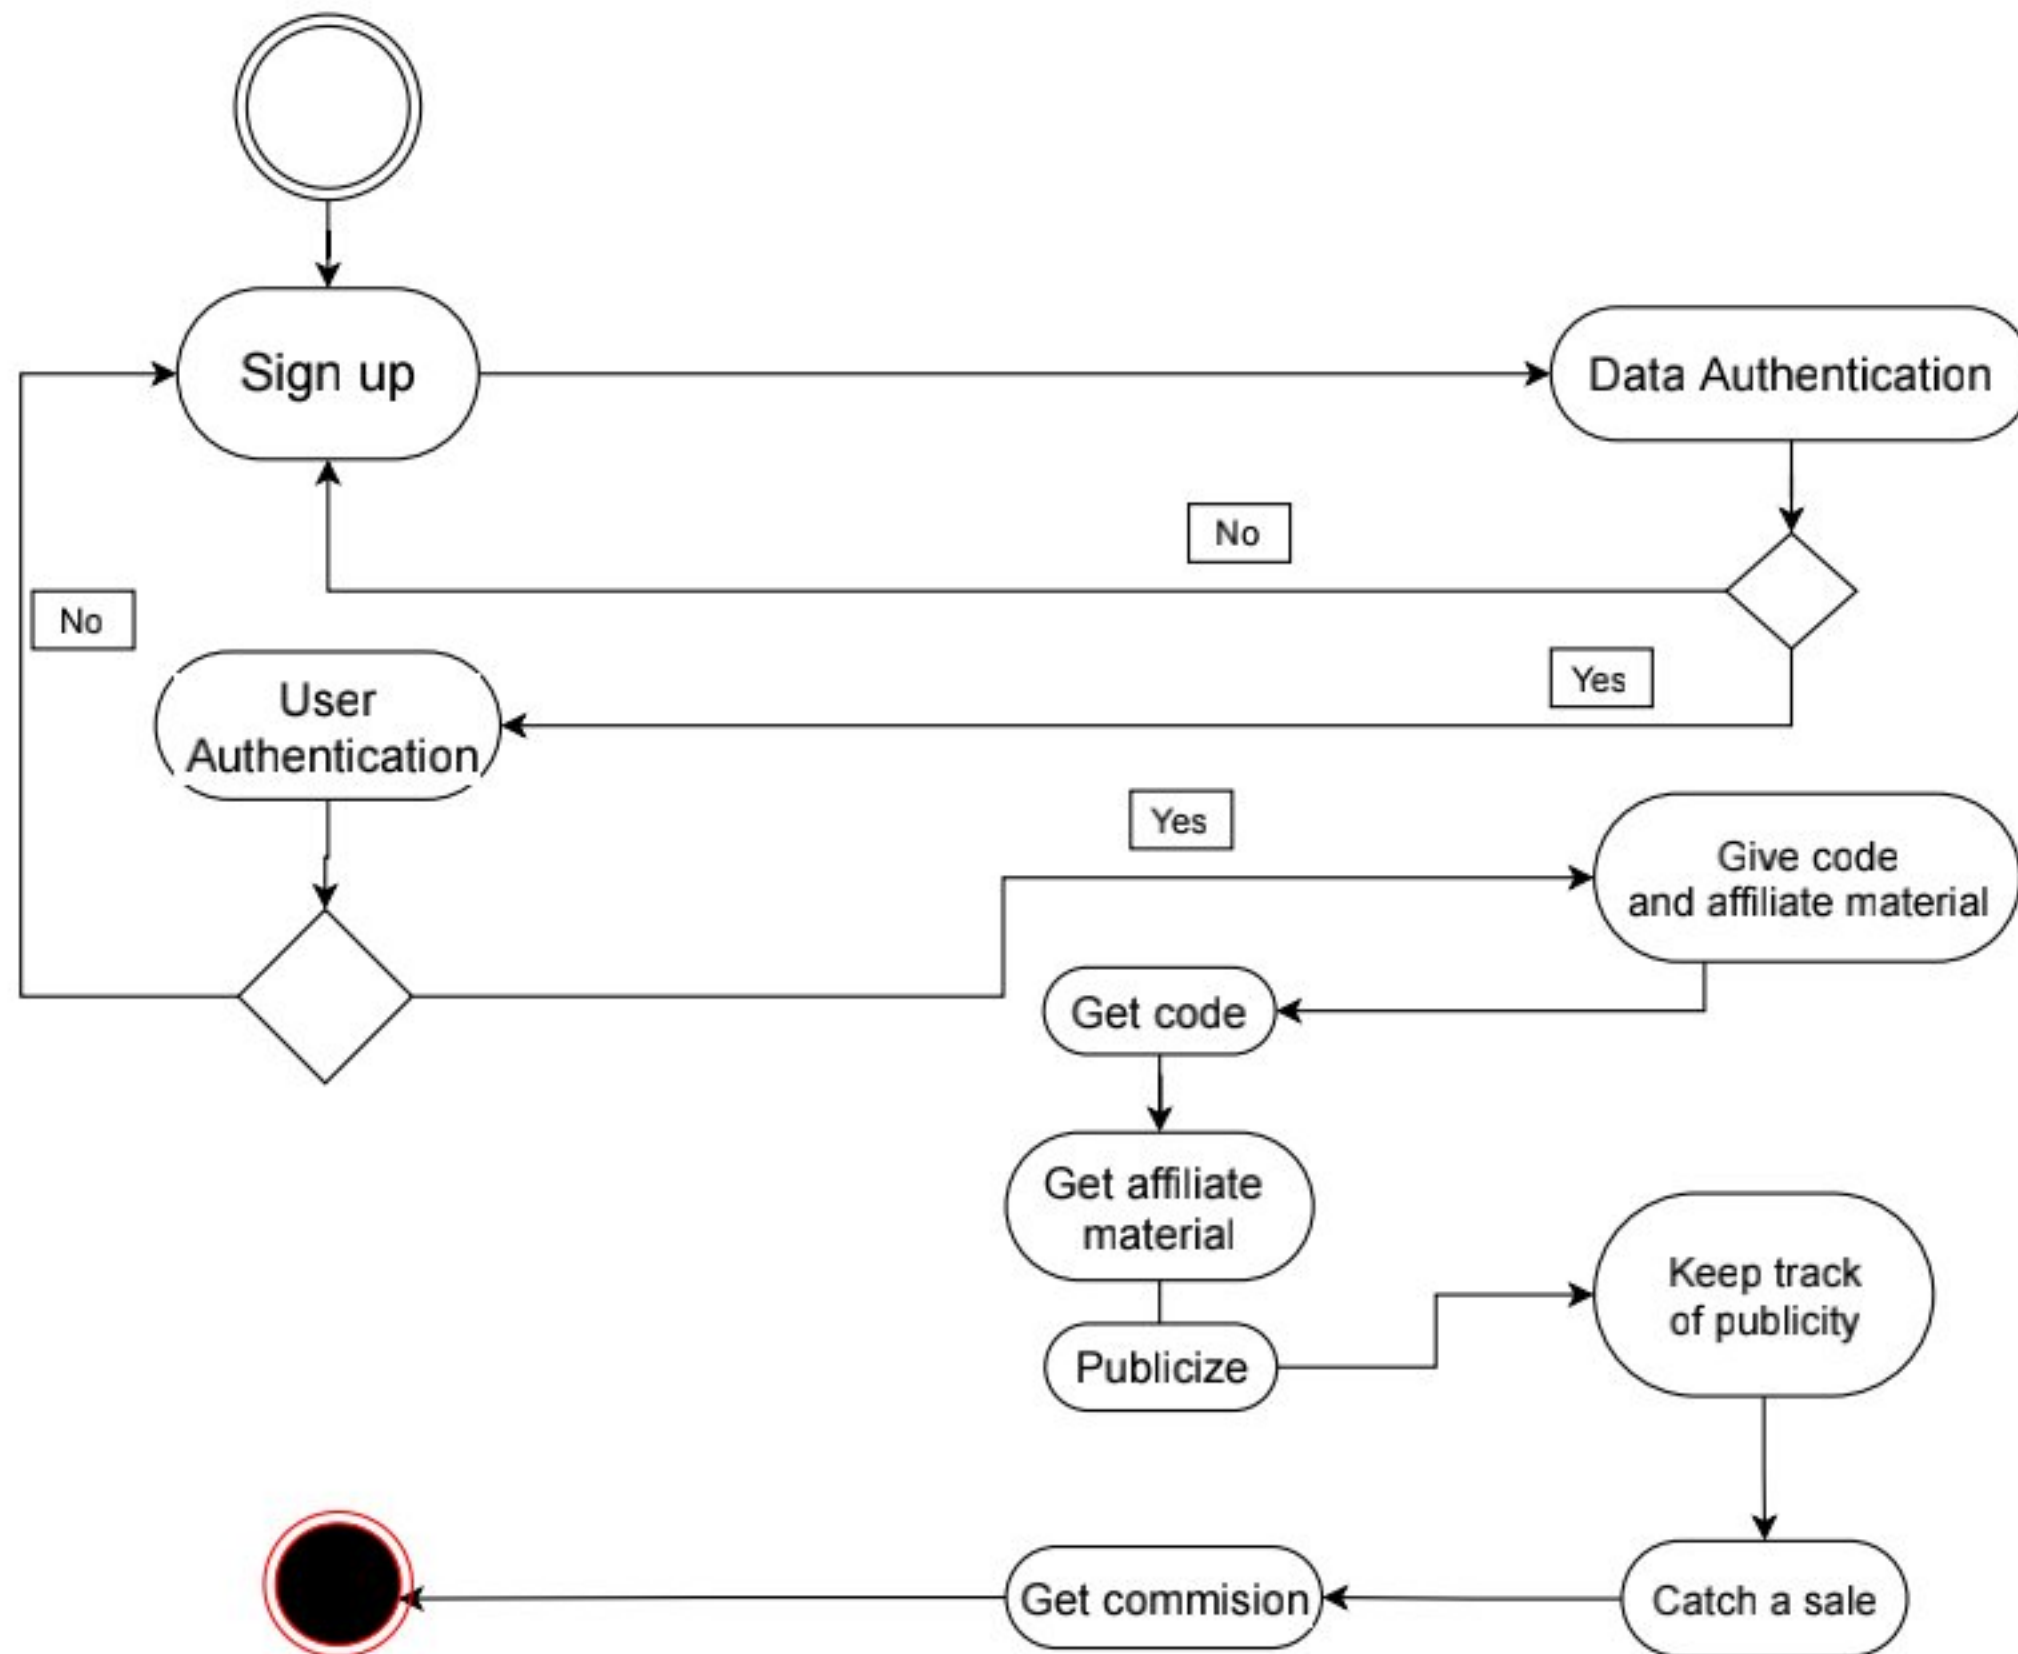 Sign up
Data Authentication
No
No
Yes
User
Authentication
Yes
Give code
and affiliate material
Get code
Get affiliate
material
Keep track
of publicity
Publicize
Get commision
Catch a sale